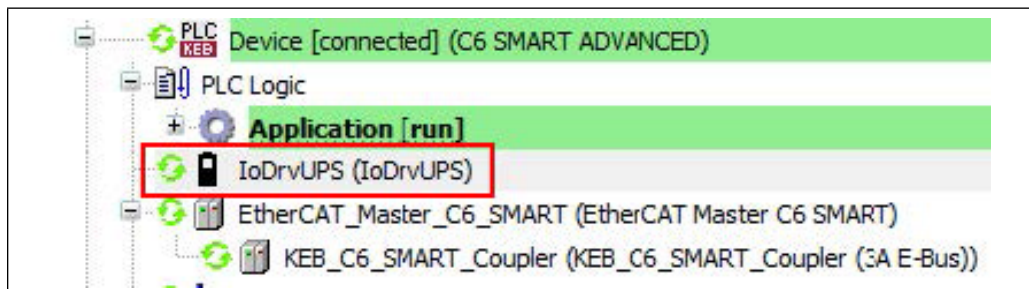 PLC
KEB
Device [connected] (C6 SMART ADVANCED)
PLC Logic
Application [run]
IoDrvUPS (IoDrvUPS)
EtherCAT_Master_C6_SMART (EtherCAT Master C6 SMART)
KEB_C6_SMART_Coupler (KEB_C6_SMART_Coupler (3A E-Bus))